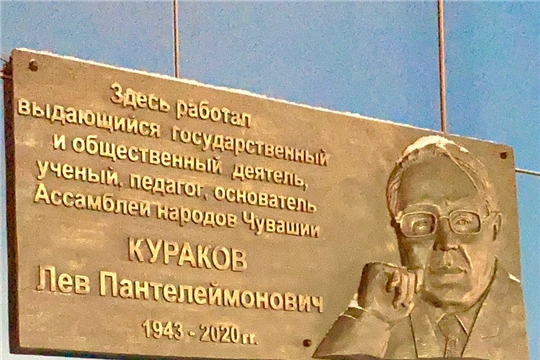 Здесь работал
выдающийся государственный
и общественный деятель,
ученый, педагог, основатель
Ассамблеи народов Чувашии
КУРАКОВ
Лев Пантелеймонович
1943 - 2020 гг.